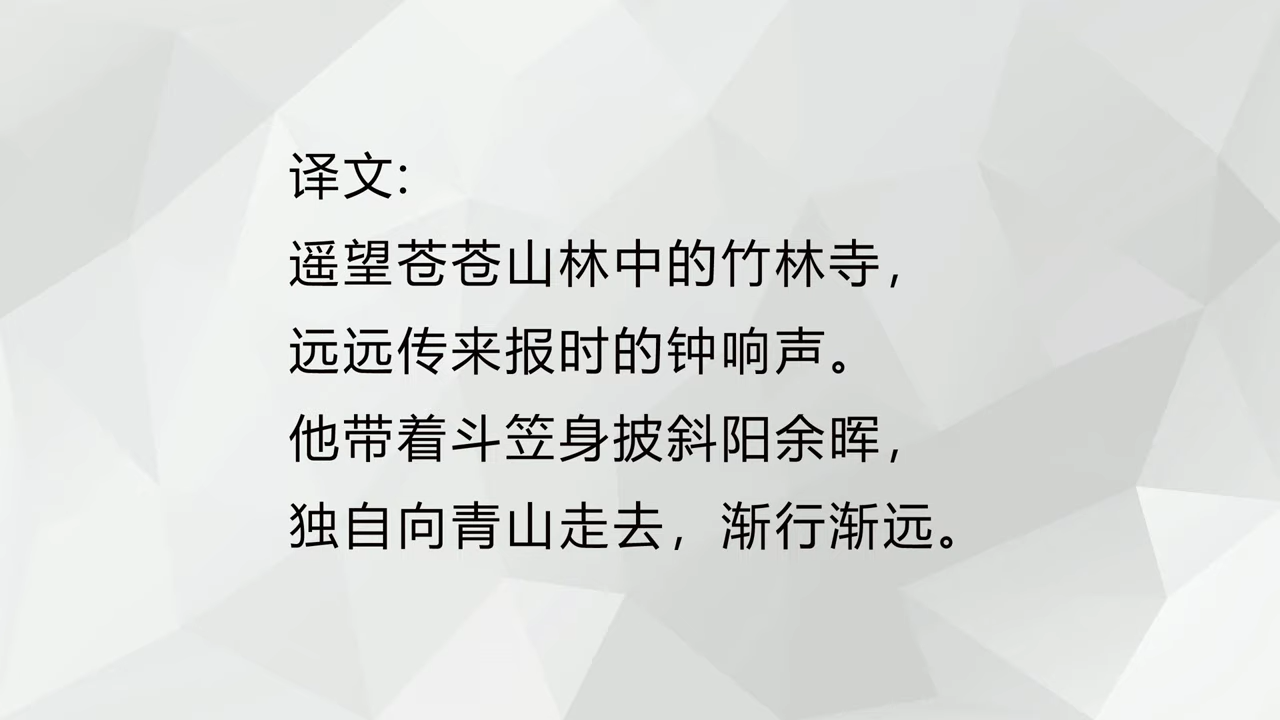 译文:
遥望苍苍山林中的竹林寺，
远远传来报时的钟响声。
他带着斗笠身披斜阳余晖，
独自向青山走去，渐行渐远。